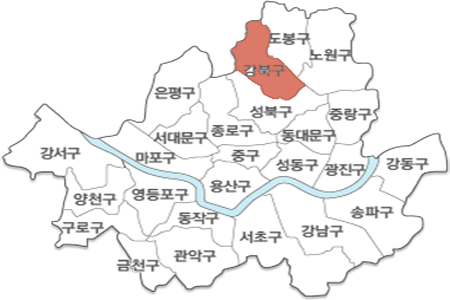 도봉구
노원구
강북구
은평구
성북구
중랑구
서대문구
종로구
동대문구
강서구
마포구
중구
성동구
광진구
강동구
양천구
영등포구
용산구
송파구
구로구
동작구
서초구
강남구
금천구
관악구